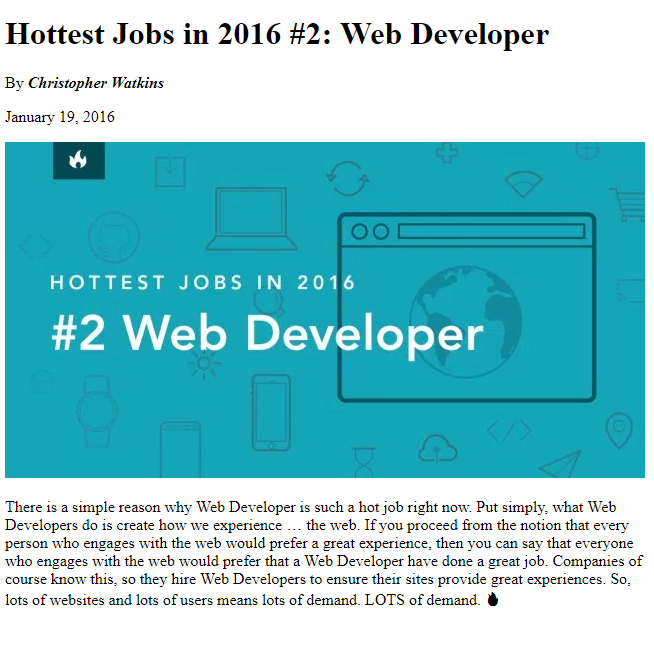 Hottest Jobs in 2016 #2: Web Developer
By Christopher Watkins
January 19, 2016
HOTTEST JOBS IN 2016
#2 Web Developer
There is a simple reason why Web Developer is such a hot job right now. Put simply, what Web
Developers do is create how we experience … the web. If you proceed from the notion that every
person who engages with the web would prefer a great experience, then you can say that everyone
who engages with the web would prefer that a Web Developer have done a great job. Companies of
course know this, so they hire Web Developers to ensure their sites provide great experiences. So,
lots of websites and lots of users means lots of demand. LOTS of demand.